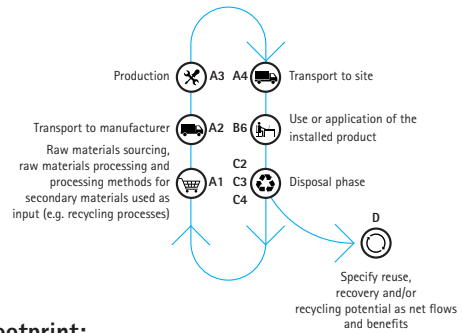 Production
A3
A4
Transport to site
Transport to manufacturer
A2
B6
Use or application of the
installed product
Raw materials sourcing,
raw materials processing and
processing methods for
secondary materials used as
input (e.g. recycling processes)
A1
C2
C3
C4
Disposal phase
D
Specify reuse,
recovery and/or
recycling potential as net flows
and benefits